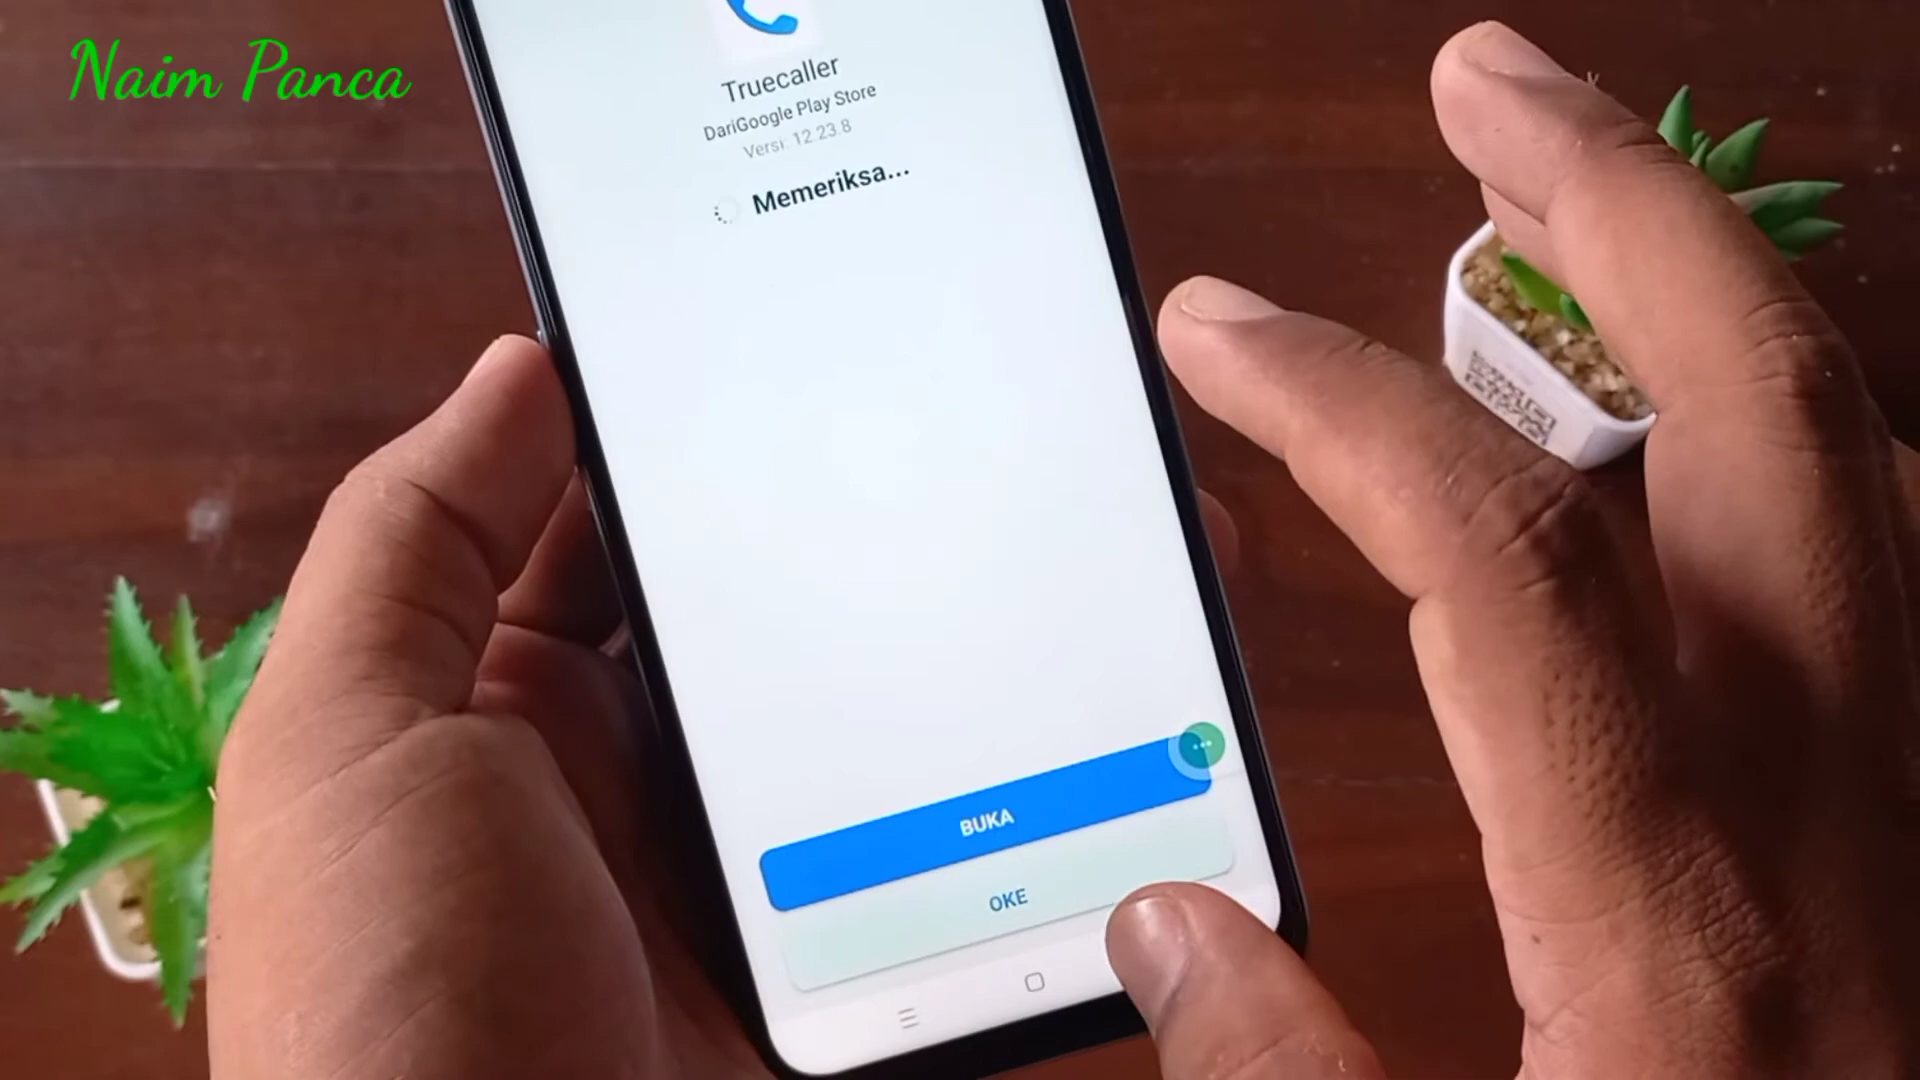 Naim Panca
Truecaller
DariGoogle Play Store
Versi: 12.23.8
Memeriksa...
BUKA
OKE